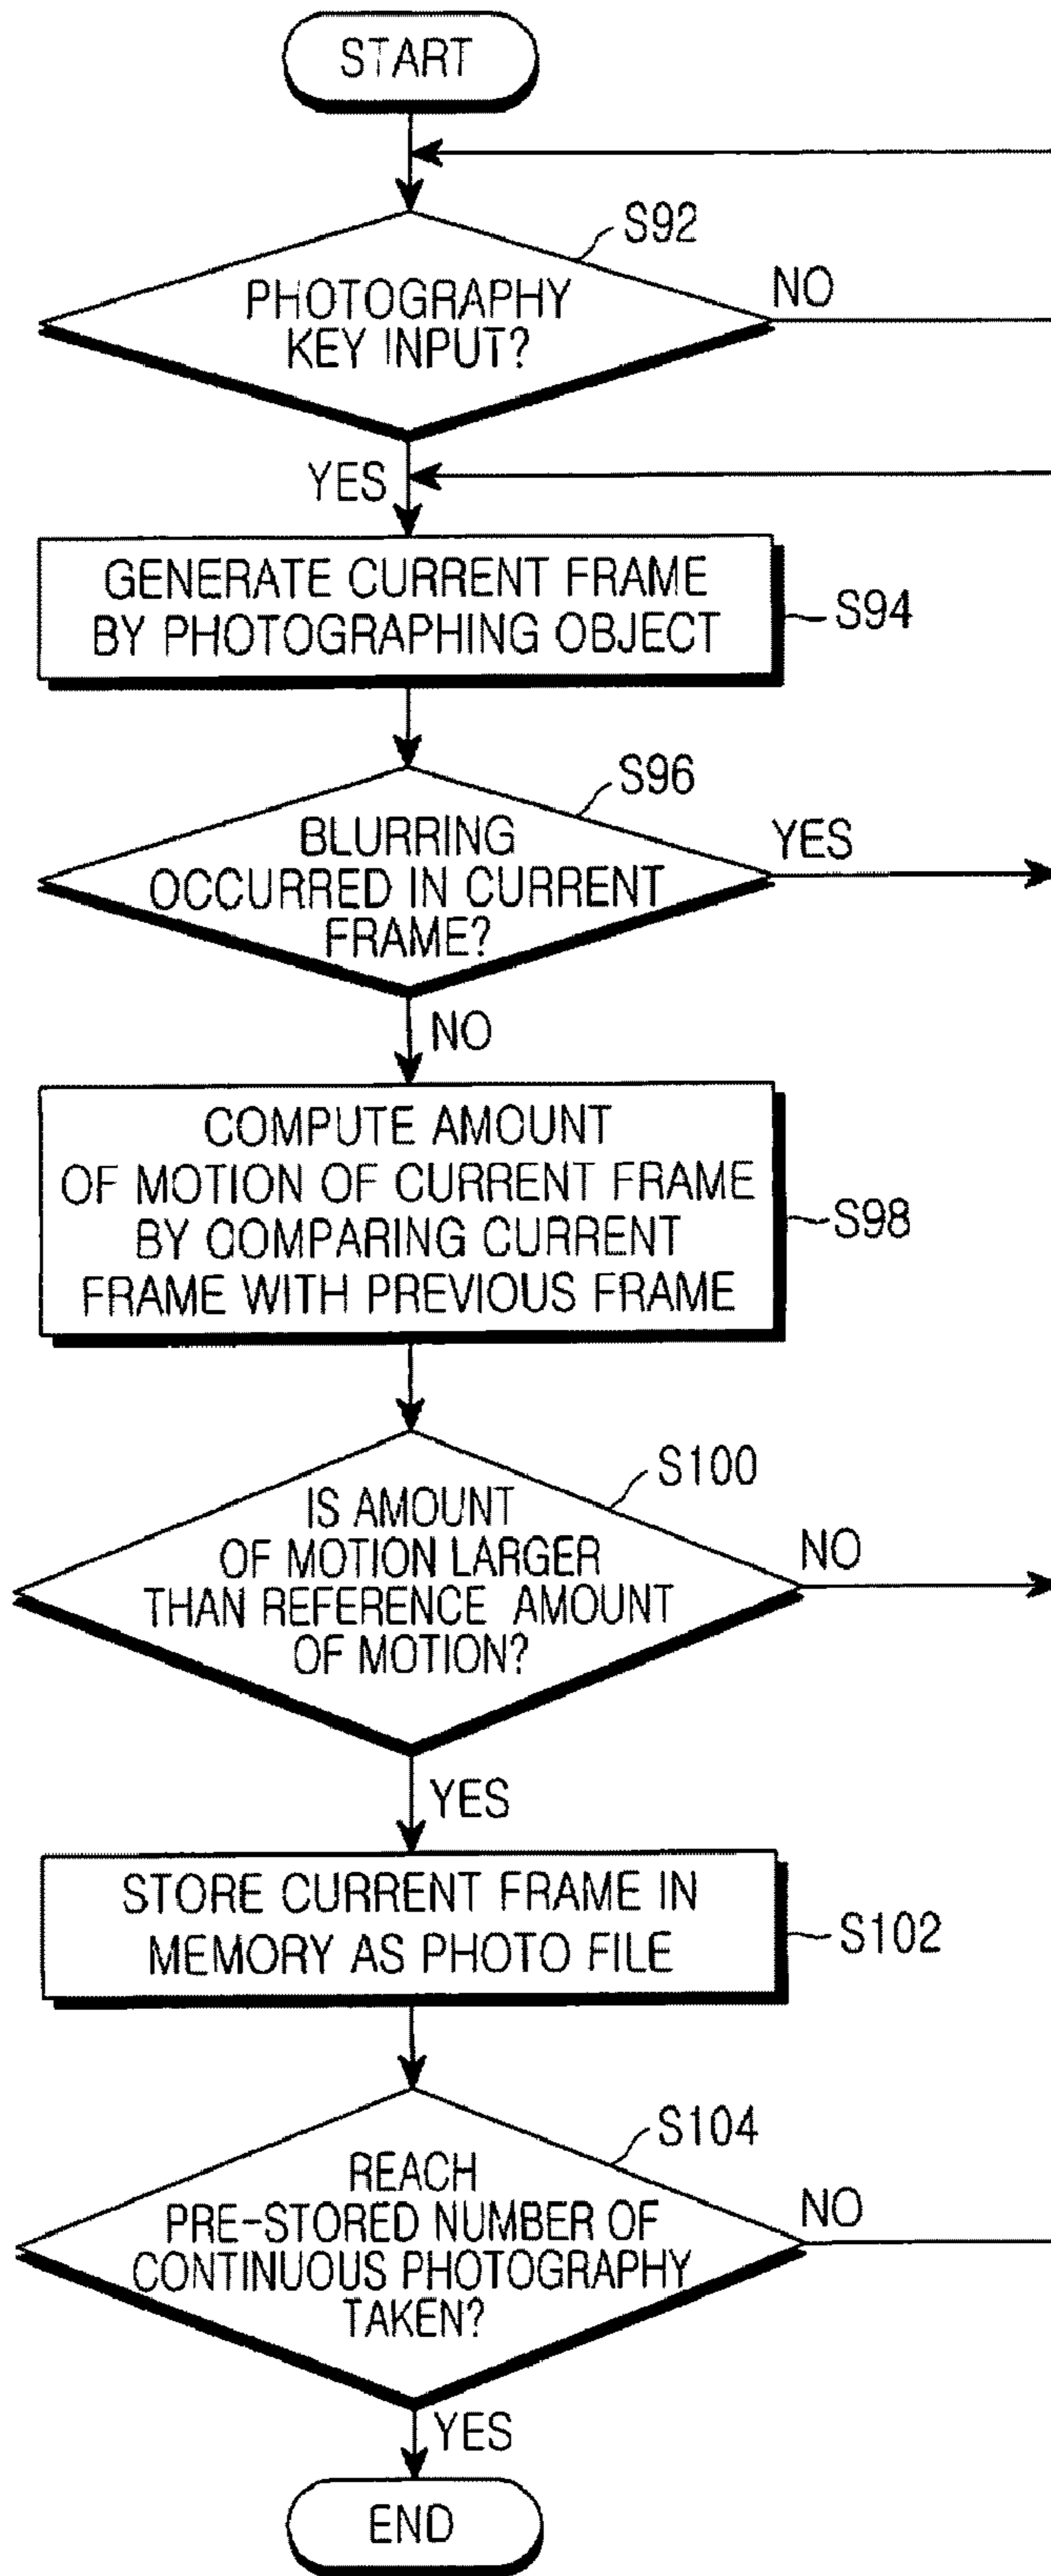 START
S92
PHOTOGRAPHY
KEY INPUT?
NO
YES
GENERATE CURRENT FRAME
BY PHOTOGRAPHING OBJECT
S94
S96
BLURRING
OCCURRED IN CURRENT
FRAME?
YES
NO
COMPUTE AMOUNT
OF MOTION OF CURRENT FRAME
BY COMPARING CURRENT
FRAME WITH PREVIOUS FRAME
S98
S100
IS AMOUNT
OF MOTION LARGER
THAN REFERENCE AMOUNT
OF MOTION?
NO
YES
STORE CURRENT FRAME IN
MEMORY AS PHOTO FILE
S102
S104
REACH
PRE-STORED NUMBER OF
CONTINUOUS PHOTOGRAPHY
TAKEN?
NO
YES
END